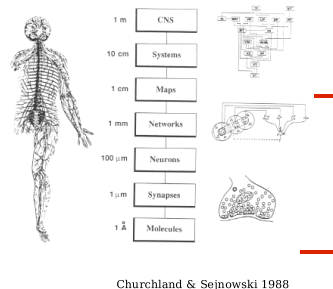 1 m CNS
10 cm Systems
1 cm Maps
1 mm Networks
100 μm Neurons
1 μm Synapses
1 Å Molecules
Churchland & Sejnowski 1988